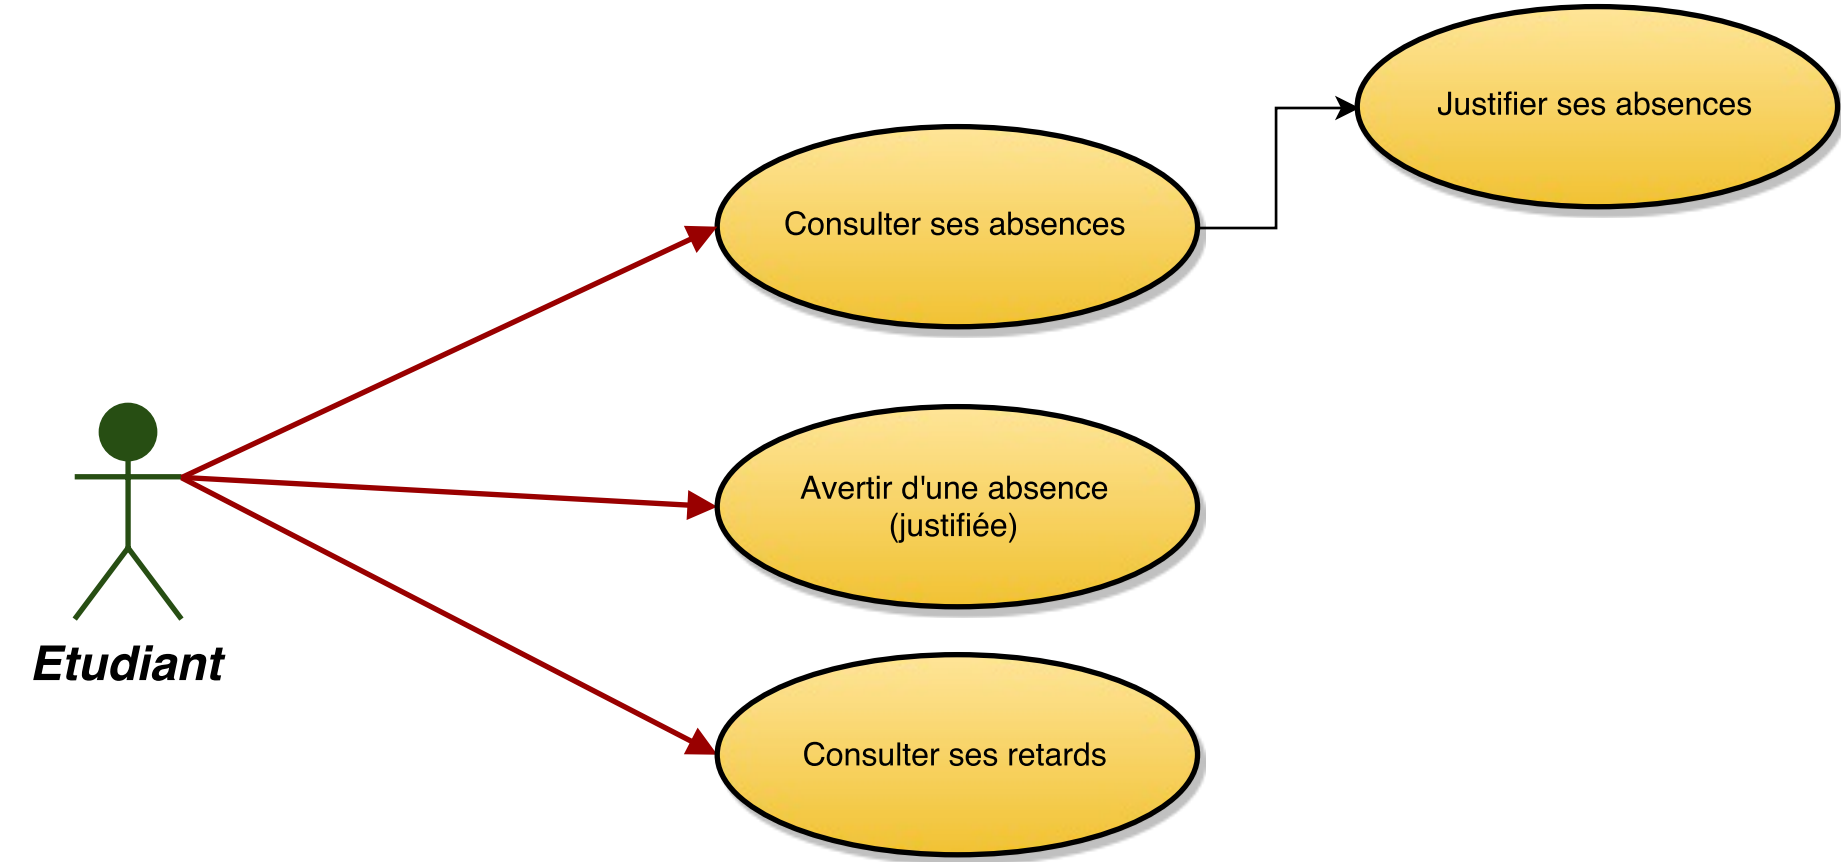 Justifier ses absences
Consulter ses absences
Avertir d'une absence
(justifiée)
Etudiant
Consulter ses retards